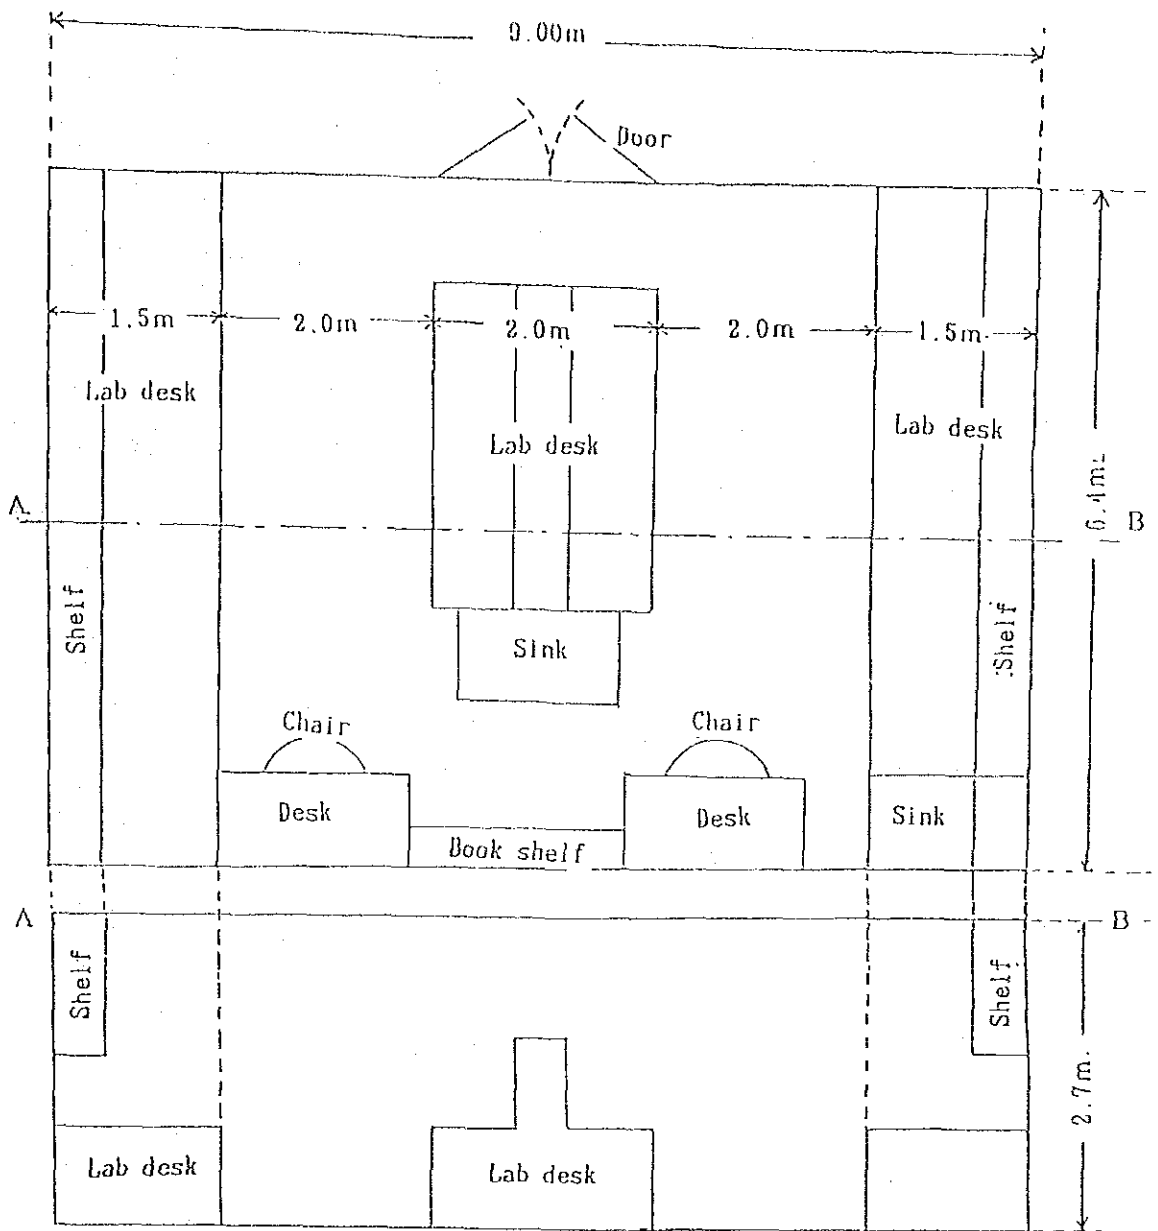 9.00m
Door
1.5m 2.0m 2.0m 2.0m 1.5m
Lab desk
Lab desk
Lab desk
A B
6.4m
Shelf
Shelf
Sink
Chair Chair
Desk Desk Sink
Book shelf
A B
Shelf
Shelf
2.7m.
Lab desk Lab desk